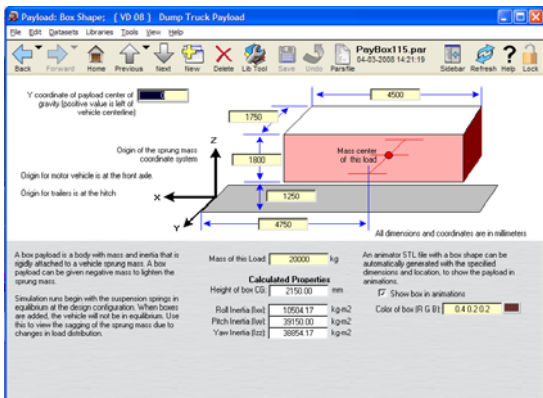 Payload: Box Shape; { VD 08 } Dump Truck Payload
File Edit Datasets Libraries Tools View Help
Back Forward Home Previous Next New Delete Lib Tool Save Undo Parsfile
PayBox115.par
04-03-2008 14:21:19
Sidebar Refresh Help Lock
Y coordinate of payload center of
gravity (positive value is left of
vehicle centerline)
4500
1750
Origin of the sprung mass
coordinate system
Z
1800
Mass center
of this load
Origin for motor vehicle is at the front axle.
Origin for trailers is at the hitch
X
1250
Y
4750
All dimensions and coordinates are in millimeters
A box payload is a body with mass and inertia that is
rigidly attached to a vehicle sprung mass. A box
payload can be given negative mass to lighten the
sprung mass.
Simulation runs begin with the suspension springs in
equilibrium at the design configuration. When boxes
are added, the vehicle will not be in equilibrium. Use
this to view the sagging of the sprung mass due to
changes in load distribution.
Mass of this Load: 20000 kg
Calculated Properties
Height of box CG: 2150.00 mm
Roll Inertia (Ixx): 10504.17 kg-m2
Pitch Inertia (Iyy): 39150.00 kg-m2
Yaw Inertia (Izz): 38854.17 kg-m2
An animator STL file with a box shape can be
automatically generated with the specified
dimensions and location, to show the payload in
animations.
Show box in animations
Color of box (R G B): 0.4 0.2 0.2